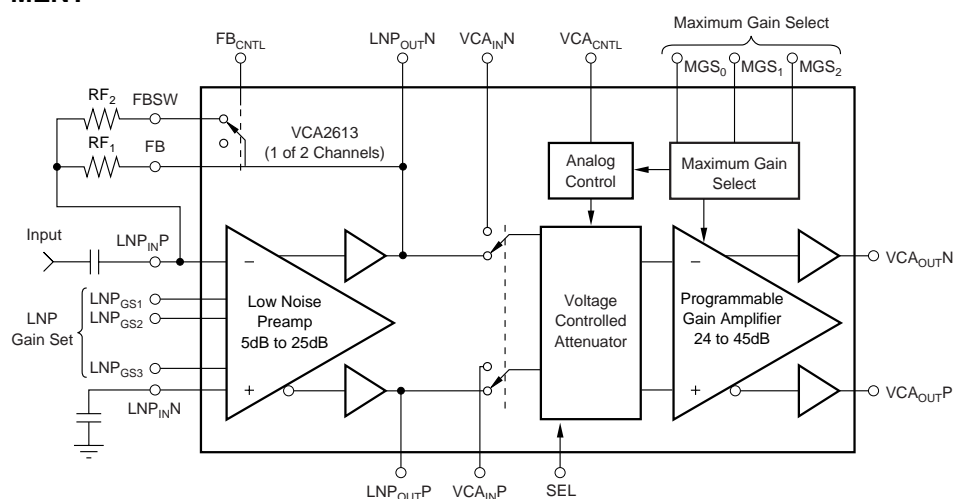 MENT
Maximum Gain Select
FB_CNTL
LNP_OUTN
VCA_INN
VCA_CNTL
MGS_0
MGS_1
MGS_2
RF_2
FBSW
VCA2613
(1 of 2 Channels)
RF_1
FB
Analog
Control
Maximum Gain
Select
Input
LNP_INP
VCA_OUTN
–
–
LNP
Gain Set
LNP_GS1
LNP_GS2
LNP_GS3
Low Noise
Preamp
5dB to 25dB
Voltage
Controlled
Attenuator
Programmable
Gain Amplifier
24 to 45dB
+
+
LNP_INN
VCA_OUTP
LNP_OUTP
VCA_INP
SEL